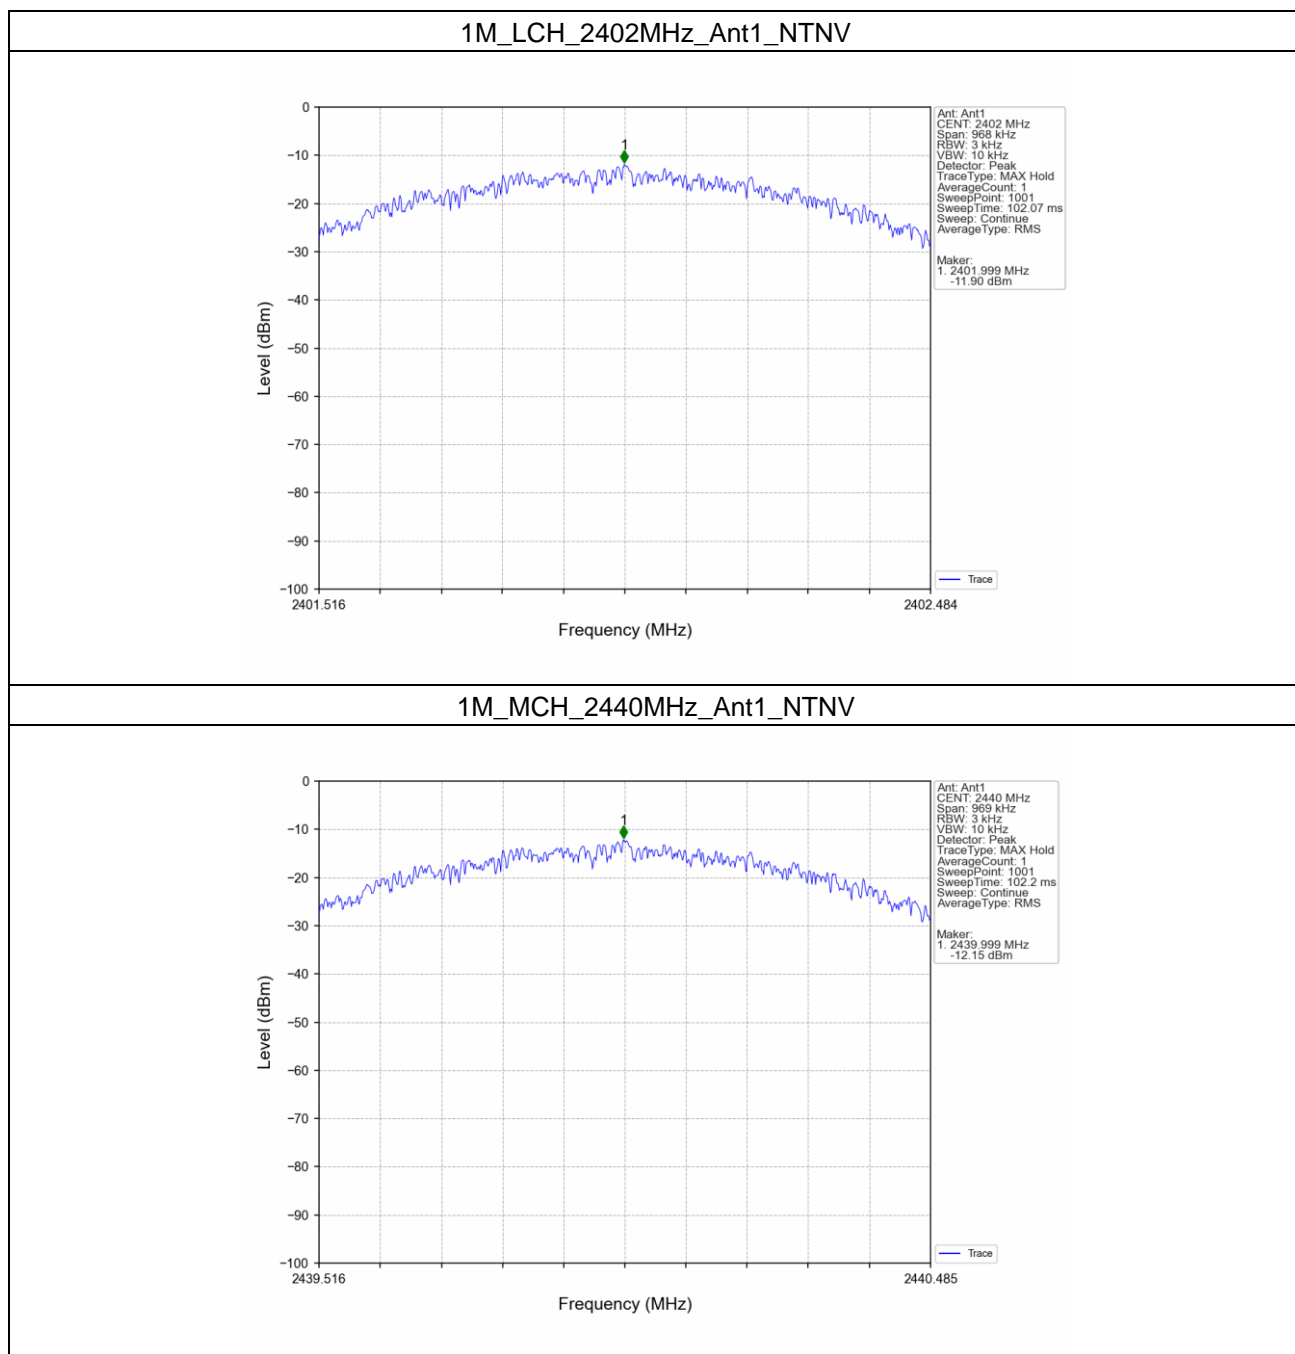 1M_LCH_2402MHz_Ant1_NTNV
0
−10
−20
−30
−40
−50
−60
−70
−80
−90
−100
Level (dBm)
1
2401.516
2402.484
Frequency (MHz)
Ant: Ant1
CENT: 2402 MHz
Span: 968 kHz
RBW: 3 kHz
VBW: 10 kHz
Detector: Peak
TraceType: MAX Hold
AverageCount: 1
SweepPoint: 1001
SweepTime: 102.07 ms
Sweep: Continue
AverageType: RMS
Maker:
1. 2401.999 MHz
-11.90 dBm
Trace
1M_MCH_2440MHz_Ant1_NTNV
0
−10
−20
−30
−40
−50
−60
−70
−80
−90
−100
Level (dBm)
1
2439.516
2440.485
Frequency (MHz)
Ant: Ant1
CENT: 2440 MHz
Span: 969 kHz
RBW: 3 kHz
VBW: 10 kHz
Detector: Peak
TraceType: MAX Hold
AverageCount: 1
SweepPoint: 1001
SweepTime: 102.2 ms
Sweep: Continue
AverageType: RMS
Maker:
1. 2439.999 MHz
-12.15 dBm
Trace